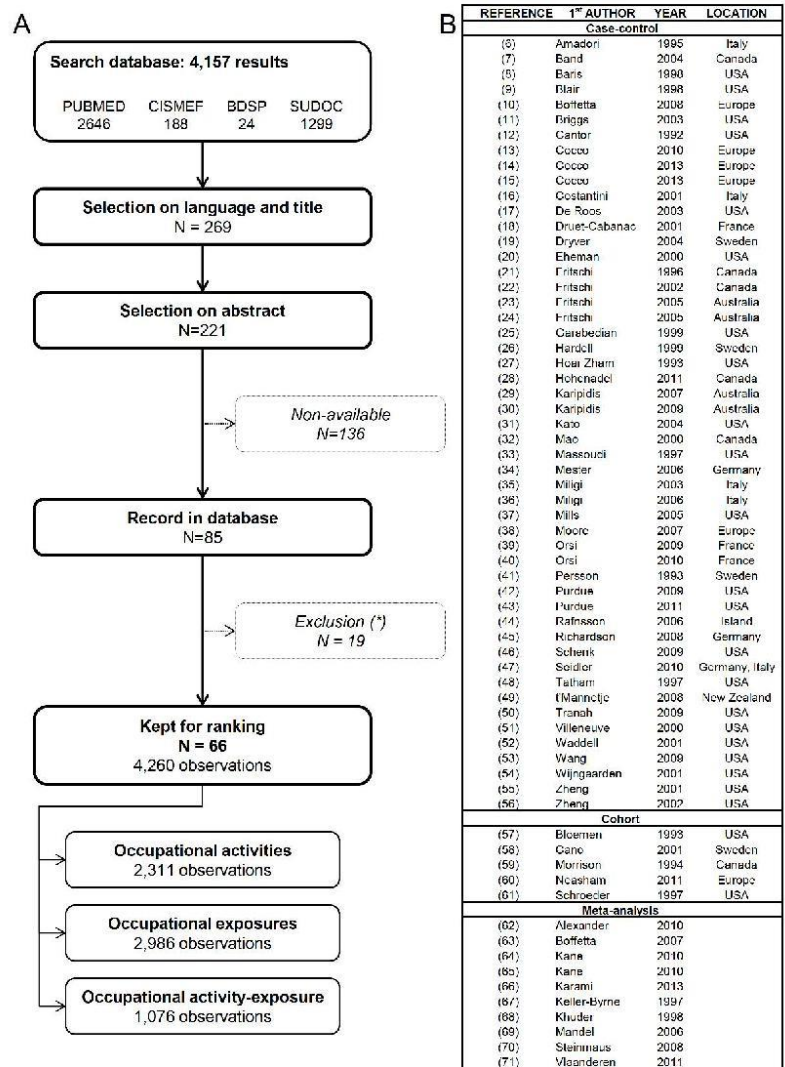 A
Search database: 4,157 results
PUBMED CISMEF BDSP SUDOC
2646 188 24 1299
Selection on language and title
N = 269
Selection on abstract
N=221
Non-available
N=136
Record in database
N=85
Exclusion (*)
N = 19
Kept for ranking
N = 66
4,260 observations
Occupational activities
2,311 observations
Occupational exposures
2,986 observations
Occupational activity-exposure
1,076 observations
B
REFERENCE 1st AUTHOR YEAR LOCATION
Case-control
(6) Amadori 1995 Italy
(7) Band 2004 Canada
(8) Baris 1998 USA
(9) Blair 1998 USA
(10) Boffetta 2008 Europe
(11) Briggs 2003 USA
(12) Cantor 1992 USA
(13) Cocco 2010 Europe
(14) Cocco 2013 Europe
(15) Cocco 2013 Europe
(16) Costantini 2001 Italy
(17) De Roos 2003 USA
(18) Druet-Cabanac 2001 France
(19) Dryver 2004 Sweden
(20) Eheman 2000 USA
(21) Fritschi 1996 Canada
(22) Fritschi 2002 Canada
(23) Fritschi 2005 Australia
(24) Fritschi 2005 Australia
(25) Garabedian 1999 USA
(26) Hardell 1999 Sweden
(27) Hoar Zham 1993 USA
(28) Hohenadel 2011 Canada
(29) Karipidis 2007 Australia
(30) Karipidis 2009 Australia
(31) Kato 2004 USA
(32) Mao 2000 Canada
(33) Massoudi 1997 USA
(34) Mester 2006 Germany
(35) Miligi 2003 Italy
(36) Miligi 2006 Italy
(37) Mills 2005 USA
(38) Moore 2007 Europe
(39) Orsi 2009 France
(40) Orsi 2010 France
(41) Persson 1993 Sweden
(42) Purdue 2009 USA
(43) Purdue 2011 USA
(44) Rafnsson 2006 Island
(45) Richardson 2008 Germany
(46) Schenk 2009 USA
(47) Seidler 2010 Germany, Italy
(48) Tatham 1997 USA
(49) t'Mannetje 2008 New Zealand
(50) Tranah 2009 USA
(51) Villeneuve 2000 USA
(52) Waddell 2001 USA
(53) Wang 2009 USA
(54) Wijngaarden 2001 USA
(55) Zheng 2001 USA
(56) Zheng 2002 USA
Cohort
(57) Bloemen 1993 USA
(58) Cano 2001 Sweden
(59) Morrison 1994 Canada
(60) Neasham 2011 Europe
(61) Schroeder 1997 USA
Meta-analysis
(62) Alexander 2010
(63) Boffetta 2007
(64) Kane 2010
(65) Kane 2010
(66) Karami 2013
(67) Keller-Byrne 1997
(68) Khuder 1998
(69) Mandel 2006
(70) Steinmaus 2008
(71) Vlaanderen 2011